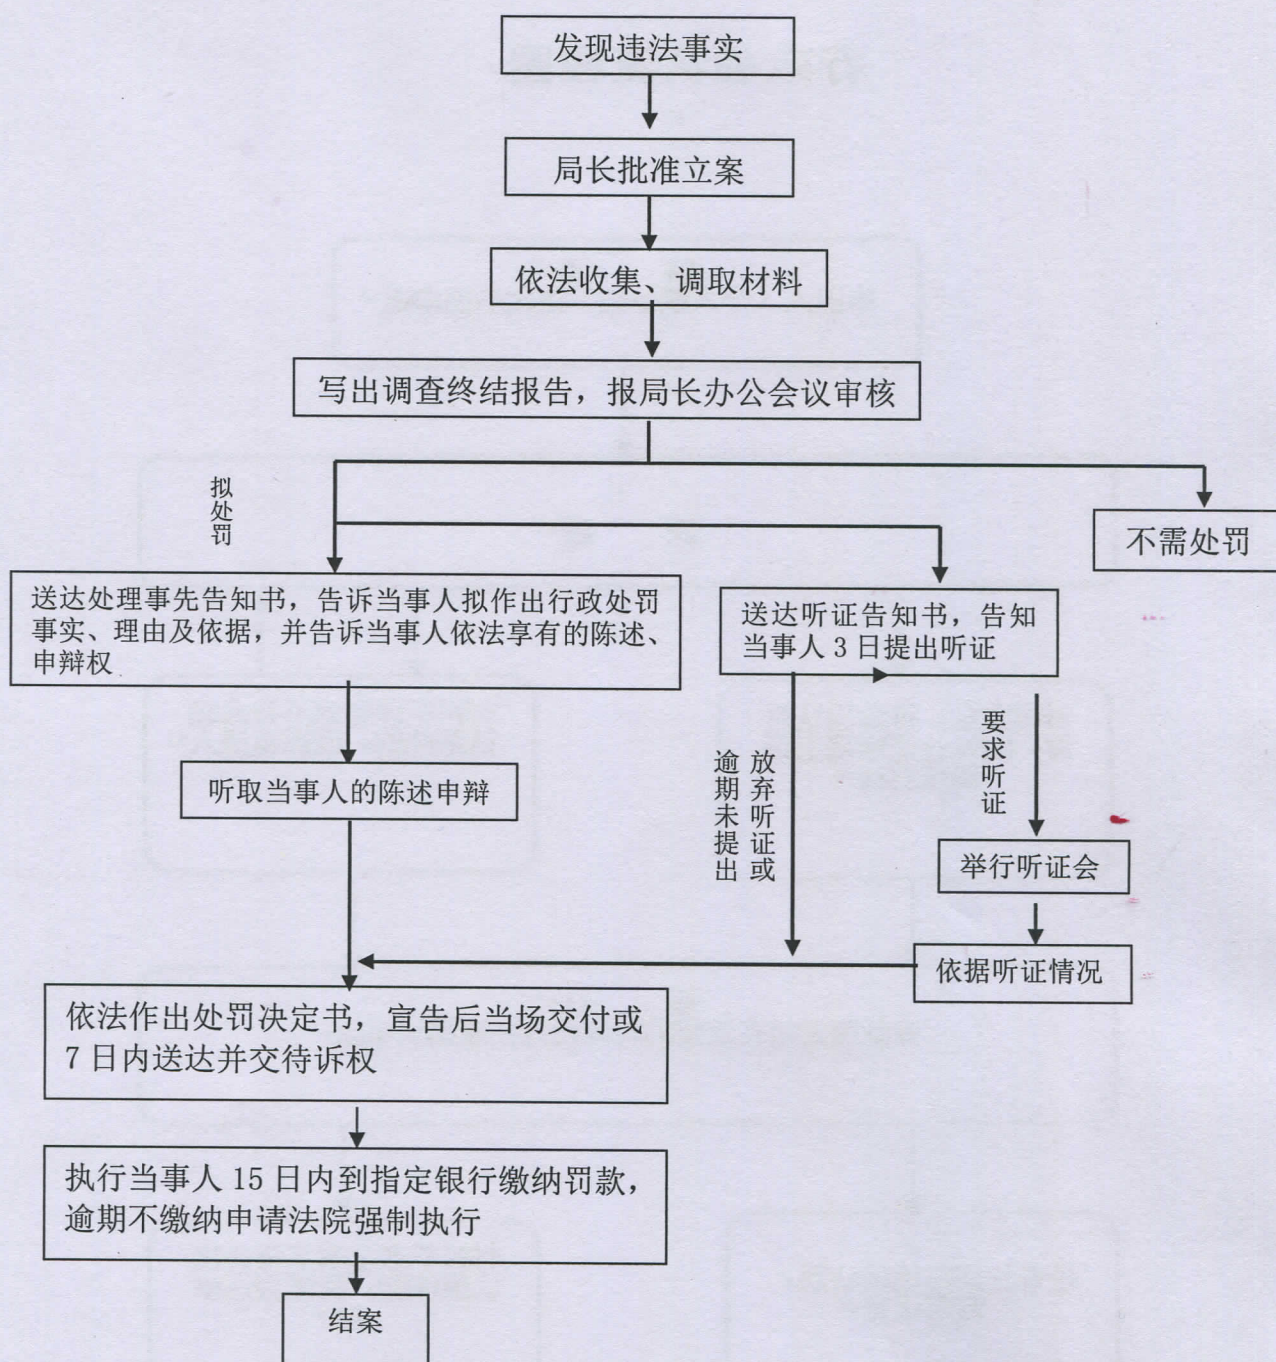 发现违法事实
局长批准立案
依法收集、调取材料
写出调查终结报告，报局长办公会议审核
拟处罚
不需处罚
送达处理事先告知书，告诉当事人拟作出行政处罚
事实、理由及依据，并告诉当事人依法享有的陈述、
申辩权
送达听证告知书，告知
当事人 3 日提出听证
听取当事人的陈述申辩
放弃听证或
逾期未提出
要求听证
举行听证会
依据听证情况
依法作出处罚决定书，宣告后当场交付或
7 日内送达并交待诉权
执行当事人 15 日内到指定银行缴纳罚款，
逾期不缴纳申请法院强制执行
结案